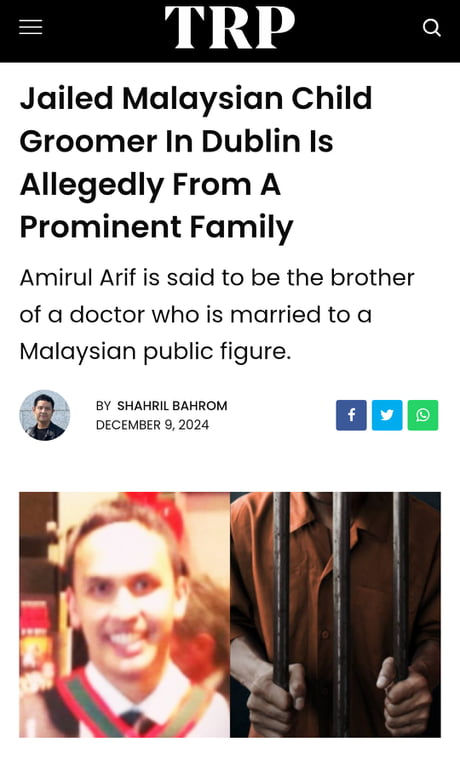 TRP
Jailed Malaysian Child
Groomer In Dublin Is
Allegedly From A
Prominent Family
Amirul Arif is said to be the brother
of a doctor who is married to a
Malaysian public figure.
BY SHAHRIL BAHROM
DECEMBER 9, 2024